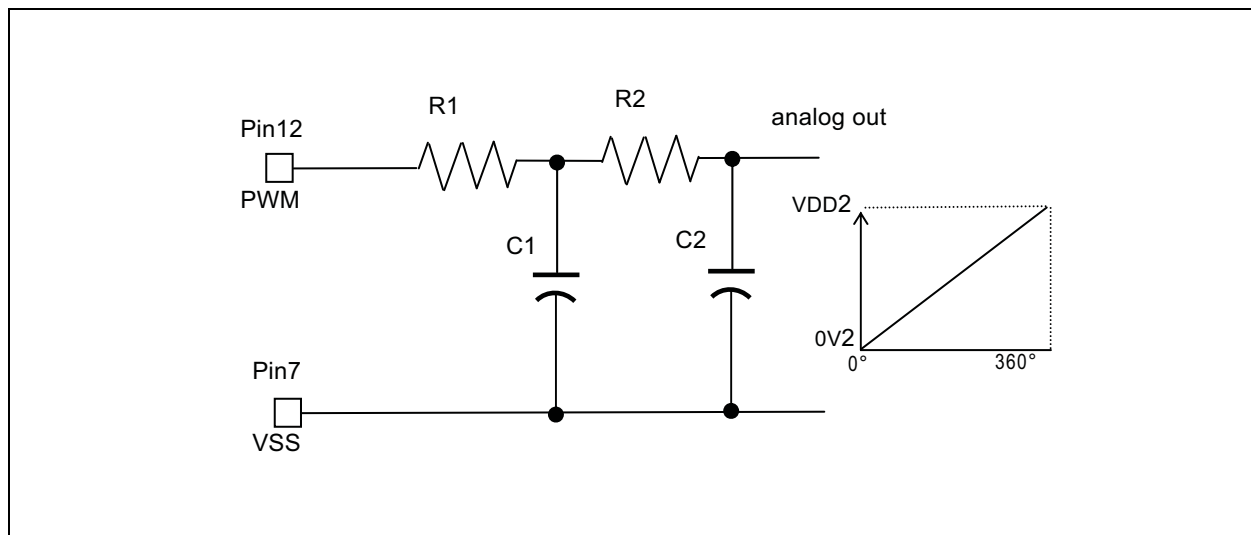 R1
R2
analog out
Pin12
PWM
C1
C2
VDD2
0V2
0°
360°
Pin7
VSS